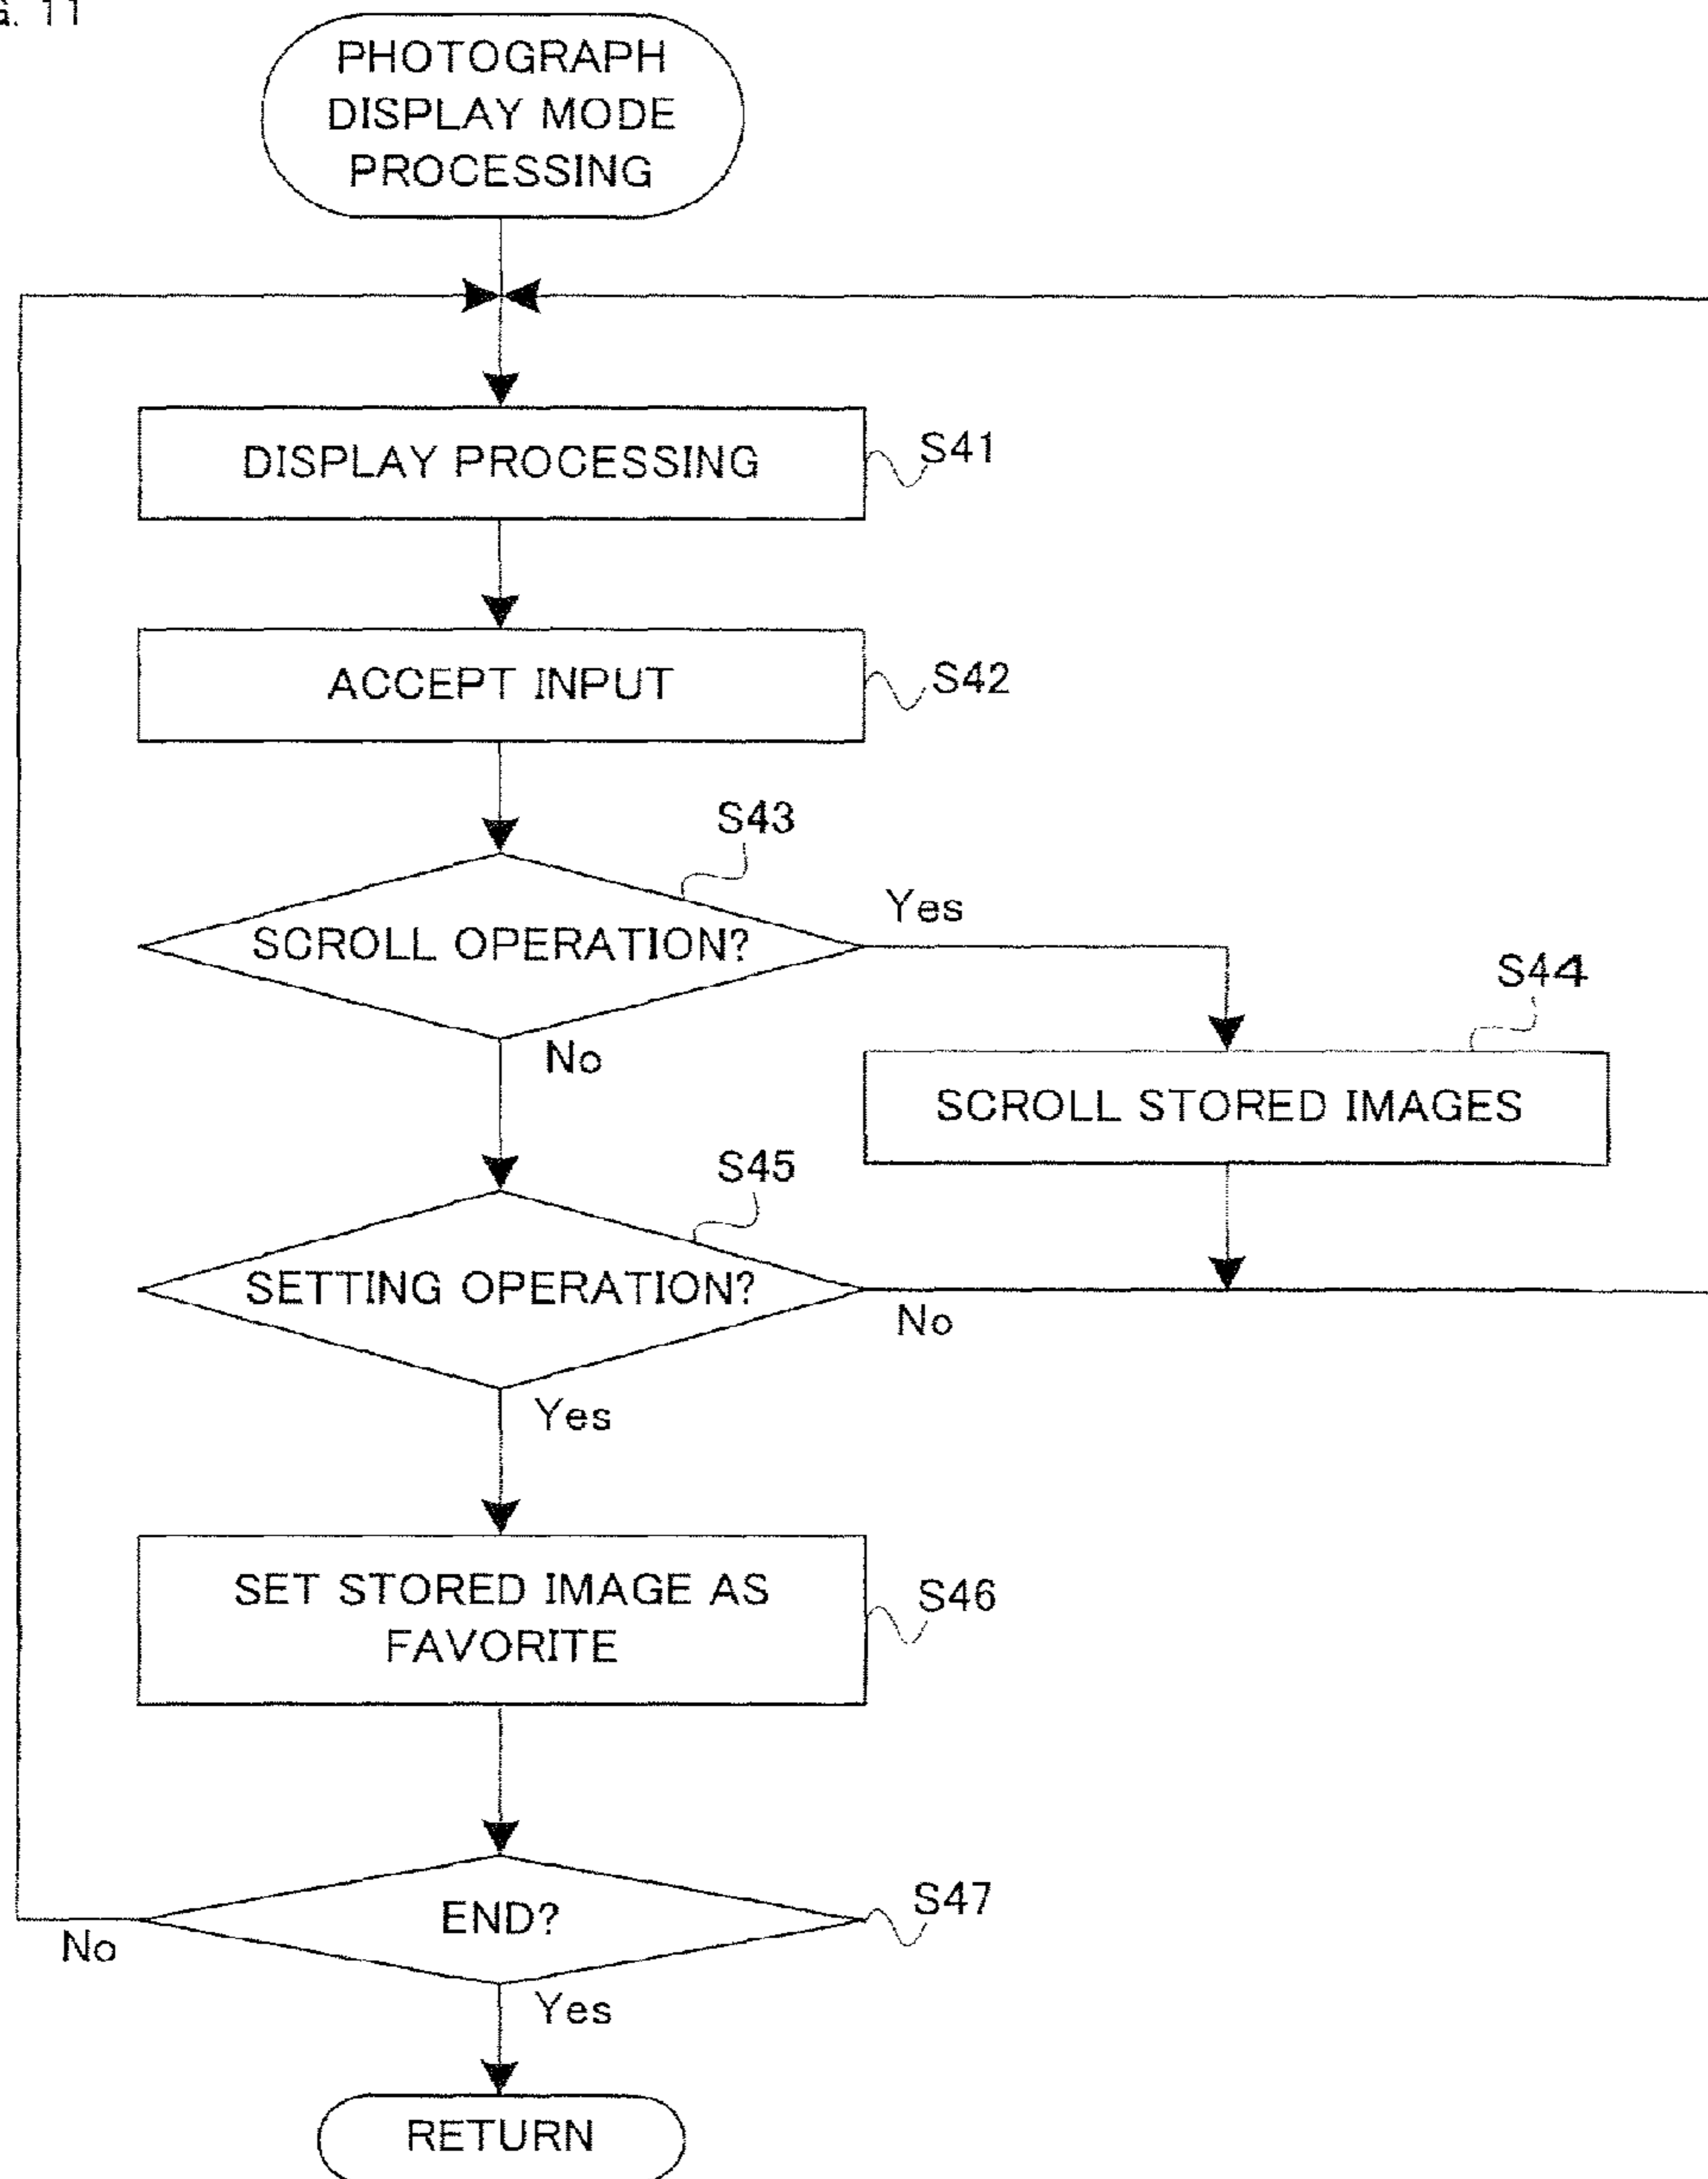 11
PHOTOGRAPH
DISPLAY MODE
PROCESSING
DISPLAY PROCESSING
S41
ACCEPT INPUT
S42
S43
SCROLL OPERATION?
Yes
No
S44
SCROLL STORED IMAGES
S45
SETTING OPERATION?
No
Yes
SET STORED IMAGE AS
FAVORITE
S46
END?
S47
No
Yes
RETURN